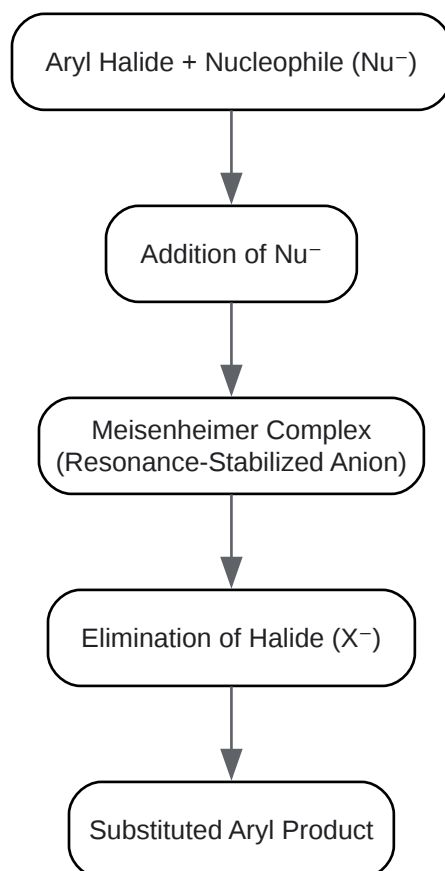 Aryl Halide + Nucleophile (Nu⁻)
Addition of Nu⁻
Meisenheimer Complex
(Resonance-Stabilized Anion)
Elimination of Halide (X⁻)
Substituted Aryl Product